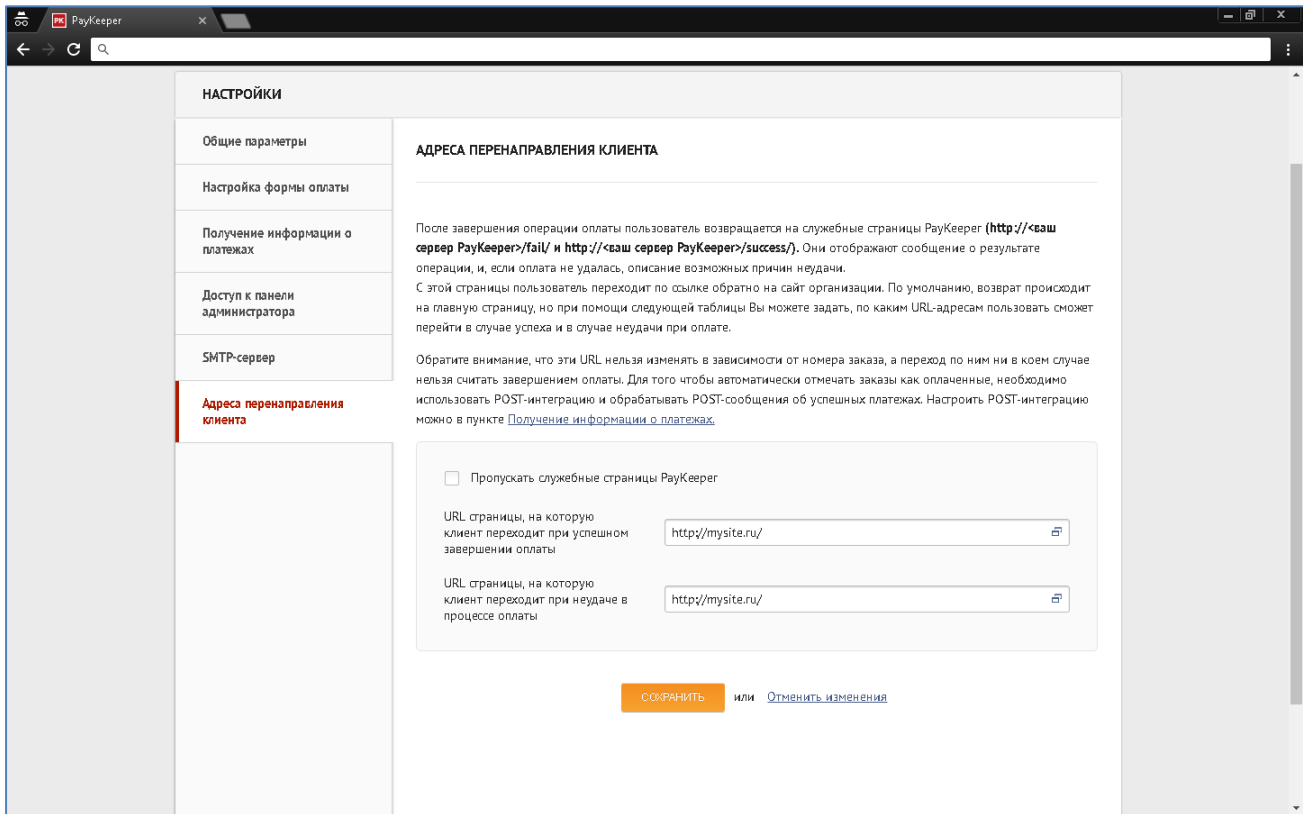 PayKeeper
НАСТРОЙКИ
Общие параметры
Настройка формы оплаты
Получение информации о
платежах
Доступ к панели
администратора
SMTP-сервер
Адреса перенаправления
клиента
АДРЕСА ПЕРЕНАПРАВЛЕНИЯ КЛИЕНТА
После завершения операции оплаты пользователь возвращается на служебные страницы PayKeeper (http://<ваш
сервер PayKeeper>/fail/ и http://<ваш сервер PayKeeper>/success/). Они отображают сообщение о результате
операции, и, если оплата не удалась, описание возможных причин неудачи.
С этой страницы пользователь переходит по ссылке обратно на сайт организации. По умолчанию, возврат происходит
на главную страницу, но при помощи следующей таблицы Вы можете задать, по каким URL-адресам пользовать сможет
перейти в случае успеха и в случае неудачи при оплате.
Обратите внимание, что эти URL нельзя изменять в зависимости от номера заказа, а переход по ним ни в коем случае
нельзя считать завершением оплаты. Для того чтобы автоматически отмечать заказы как оплаченные, необходимо
использовать POST-интеграцию и обрабатывать POST-сообщения об успешных платежах. Настроить POST-интеграцию
можно в пункте Получение информации о платежах.
Пропускать служебные страницы PayKeeper
URL страницы, на которую
клиент переходит при успешном
завершении оплаты
http://mysite.ru/
URL страницы, на которую
клиент переходит при неудаче в
процессе оплаты
http://mysite.ru/
СОХРАНИТЬ или Отменить изменения